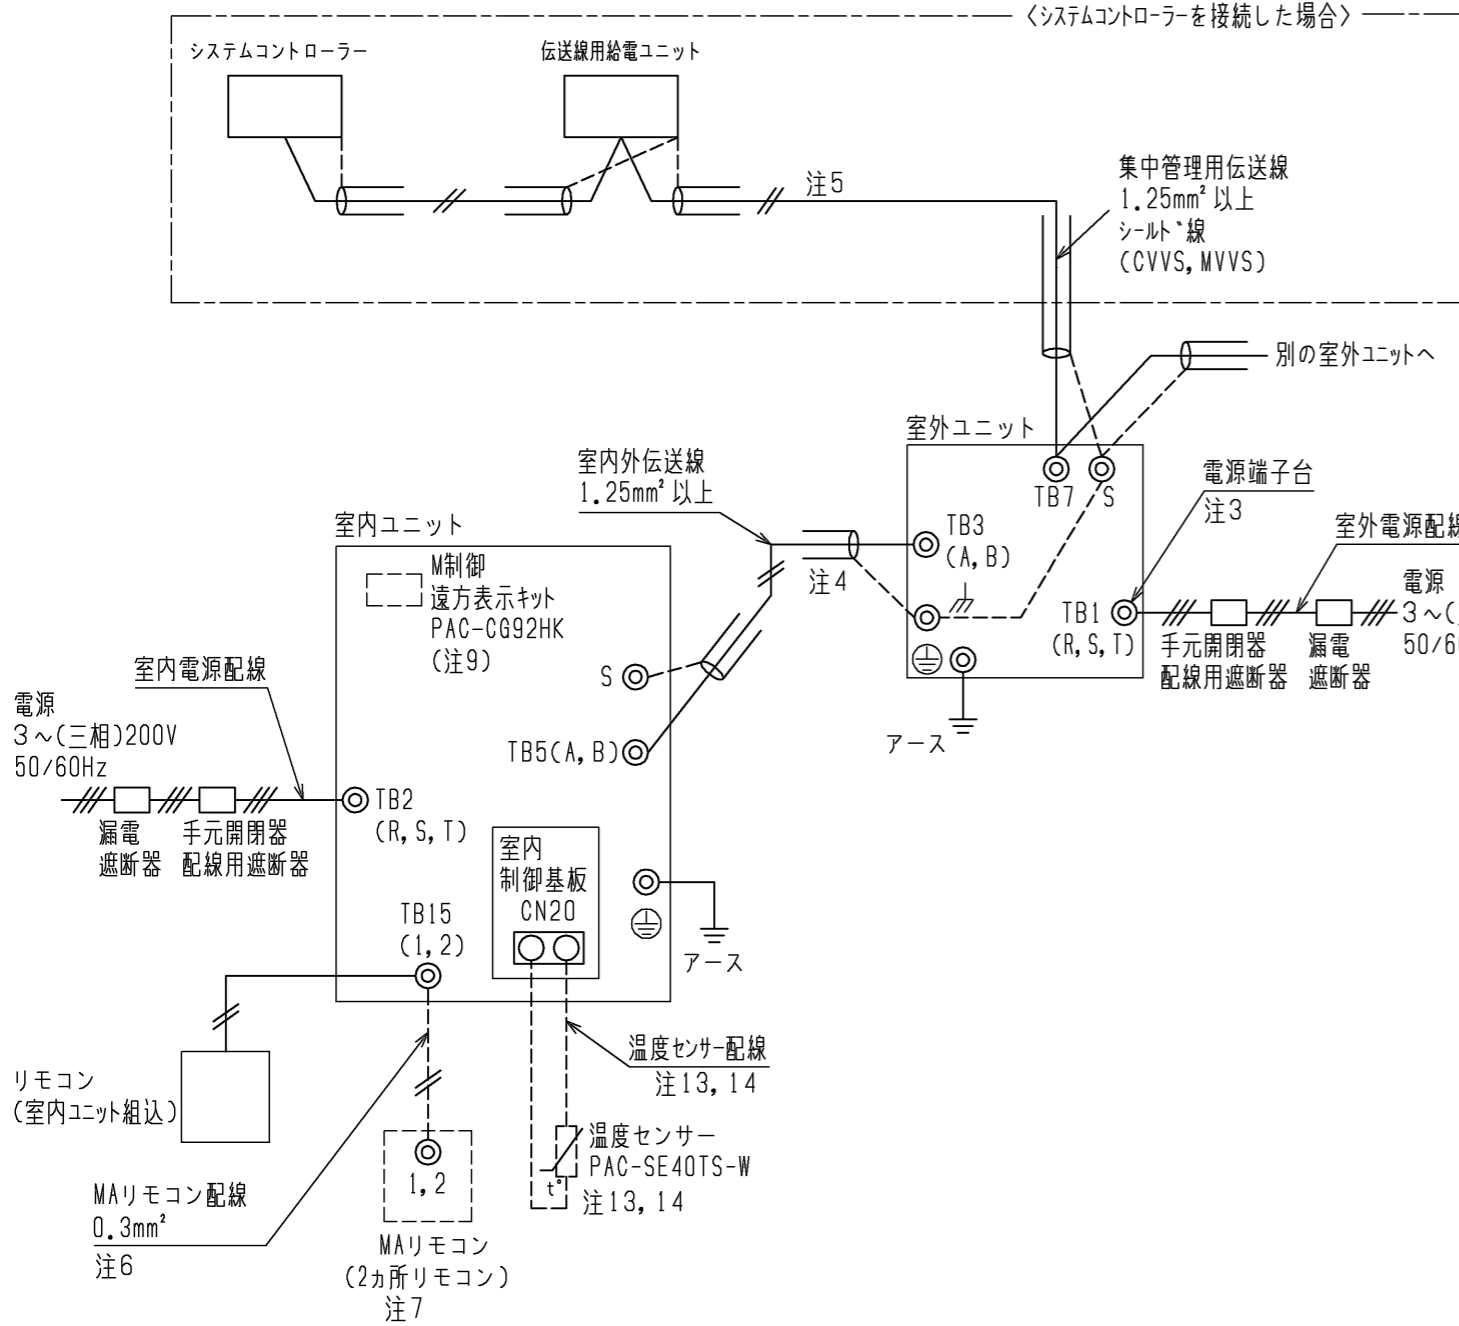 〈システムコントローラーを接続した場合〉
システムコントローラー
伝送線用給電ユニット
注5
集中管理用伝送線
1.25mm²以上
シールド線
(CVVS,MVVS)
別の室外ユニットへ
室外ユニット
TB7
S
電源端子台
注3
室外電源配線
電源
3～(
50/6
TB3
(A,B)
TB1
(R,S,T)
手元開閉器
配線用遮断器
漏電
遮断器
アース
室内外伝送線
1.25mm²以上
注4
室内ユニット
M制御
遠方表示キット
PAC-CG92HK
(注9)
S
TB5(A,B)
室内電源配線
電源
3～(三相)200V
50/60Hz
漏電
遮断器
手元開閉器
配線用遮断器
TB2
(R,S,T)
室内
制御基板
CN20
TB15
(1,2)
アース
リモコン
(室内ユニット組込)
温度センサー配線
注13,14
温度センサー
PAC-SE40TS-W
注13,14
t°
1,2
MAリモコン配線
0.3mm²
注6
MAリモコン
(2ヵ所リモコン)
注7